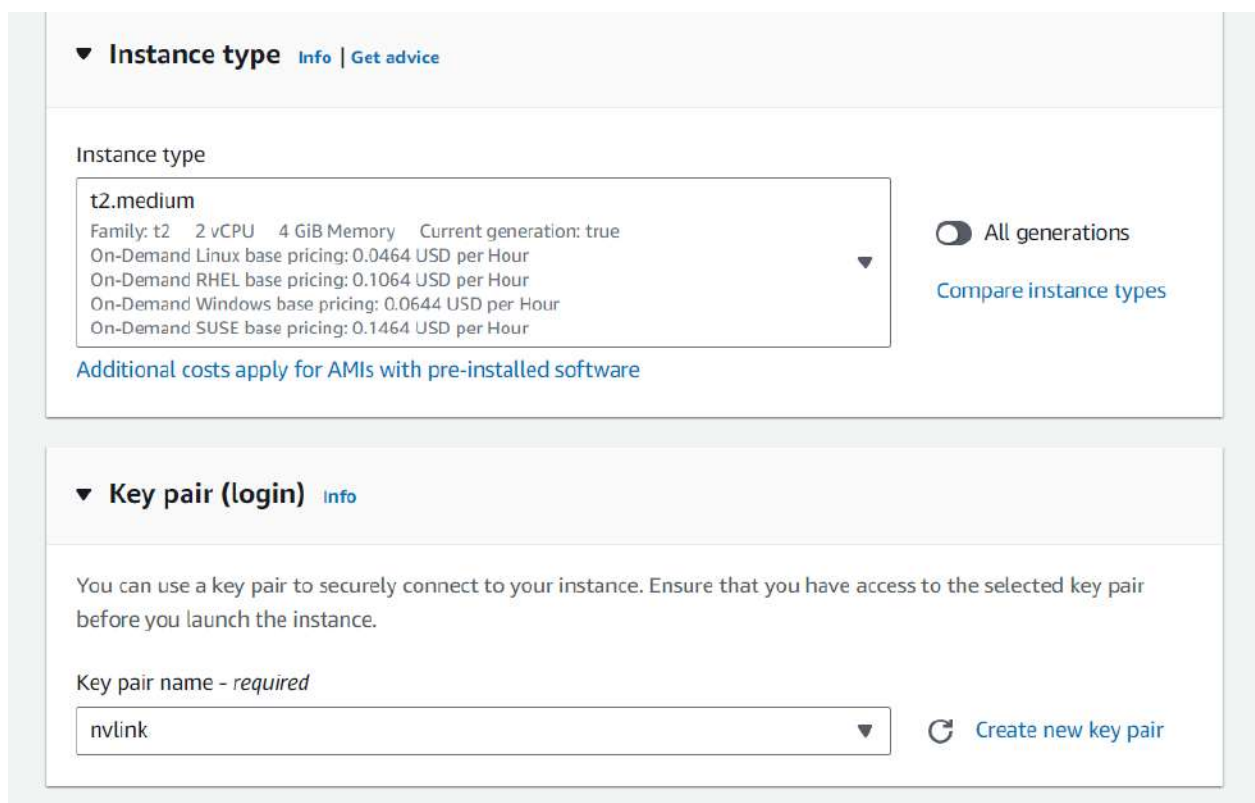 Instance type Info | Get advice
Instance type
t2.medium
Family: t2 2 vCPU 4 GiB Memory Current generation: true
On-Demand Linux base pricing: 0.0464 USD per Hour
On-Demand RHEL base pricing: 0.1064 USD per Hour
On-Demand Windows base pricing: 0.0644 USD per Hour
On-Demand SUSE base pricing: 0.1464 USD per Hour
All generations
Compare instance types
Additional costs apply for AMIs with pre-installed software
Key pair (login) Info
You can use a key pair to securely connect to your instance. Ensure that you have access to the selected key pair
before you launch the instance.
Key pair name - required
nvlink
Create new key pair